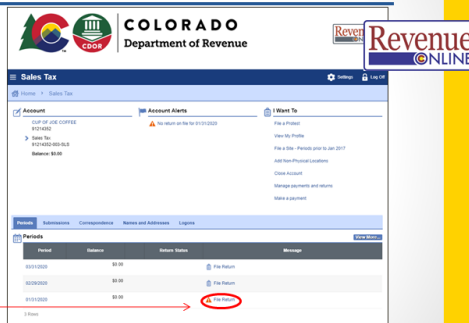 COLORADO
Department of Revenue
CDOR
Revenue
ONLINE
Sales Tax
Settings
Log Off
Home
Sales Tax
Account
CUP OF JOE COFFEE
91214352
Sales Tax
91214352-003-SLS
Balance: $0.00
Account Alerts
No return on file for 01/31/2020
I Want To
File a Protest
View My Profile
File a Site - Periods prior to Jan 2017
Add Non-Physical Locations
Close Account
Manage payments and returns
Make a payment
Periods Submissions Correspondence Names and Addresses Logons
Periods
View More...
Period Balance Return Status Message
03/31/2020 $0.00 File Return
02/29/2020 $0.00 File Return
01/31/2020 $0.00 File Return
3 Rows